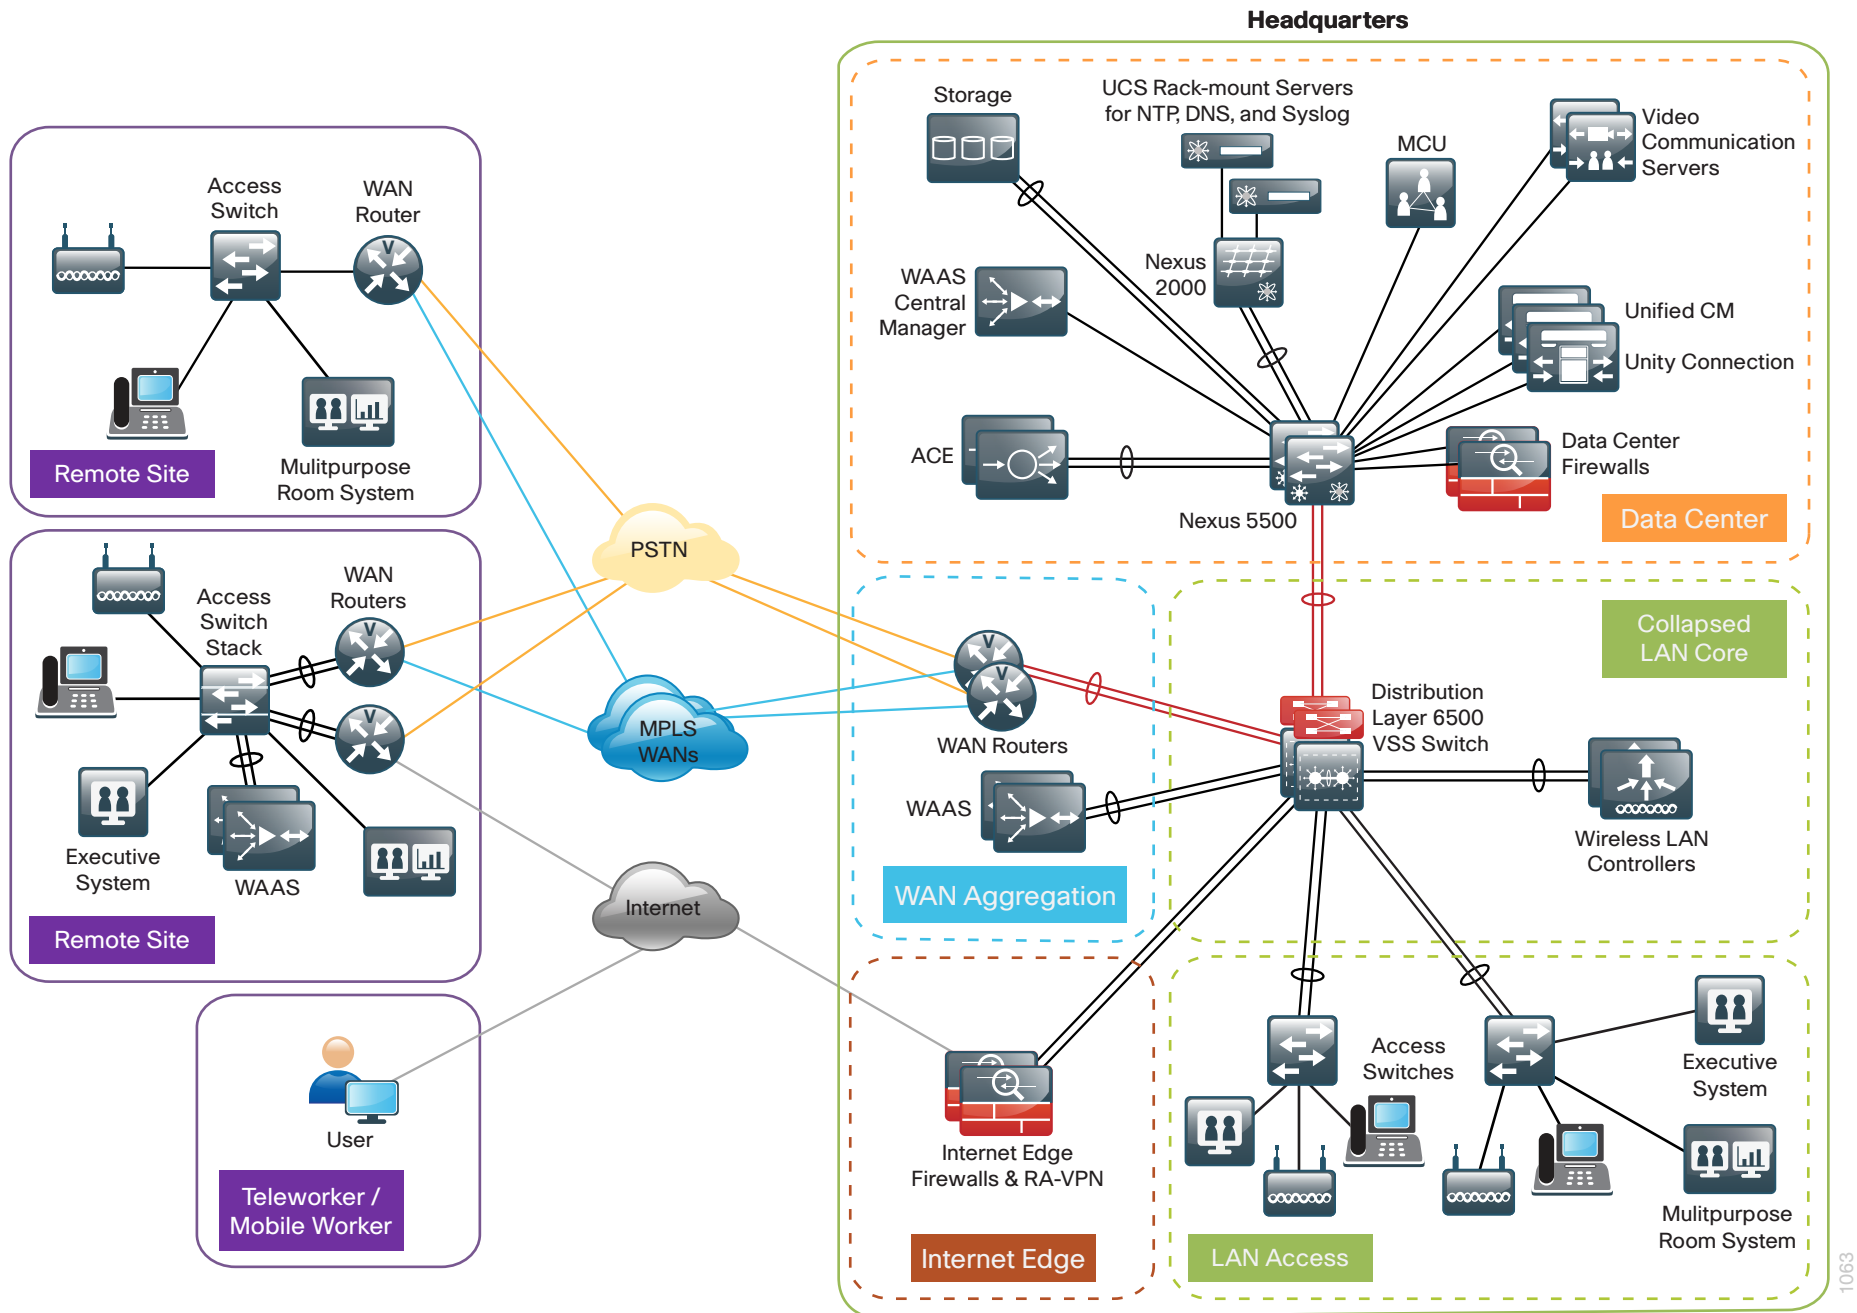 Headquarters
Storage
UCS Rack-mount Servers
for NTP, DNS, and Syslog
MCU
Video
Communication
Servers
Nexus
2000
WAAS
Central
Manager
Unified CM
Unity Connection
ACE
Data Center
Firewalls
Nexus 5500
Data Center
Access
Switch
WAN
Router
V
Mulitpurpose
Room System
Remote Site
PSTN
Access
Switch
Stack
WAN
Routers
V
V
Executive
System
WAAS
Remote Site
MPLS
WANs
Internet
V
V
WAN Routers
WAAS
WAN Aggregation
Collapsed
LAN Core
Distribution
Layer 6500
VSS Switch
Wireless LAN
Controllers
User
Teleworker /
Mobile Worker
Internet Edge
Firewalls & RA-VPN
Internet Edge
Access
Switches
Executive
System
Mulitpurpose
Room System
LAN Access
1063